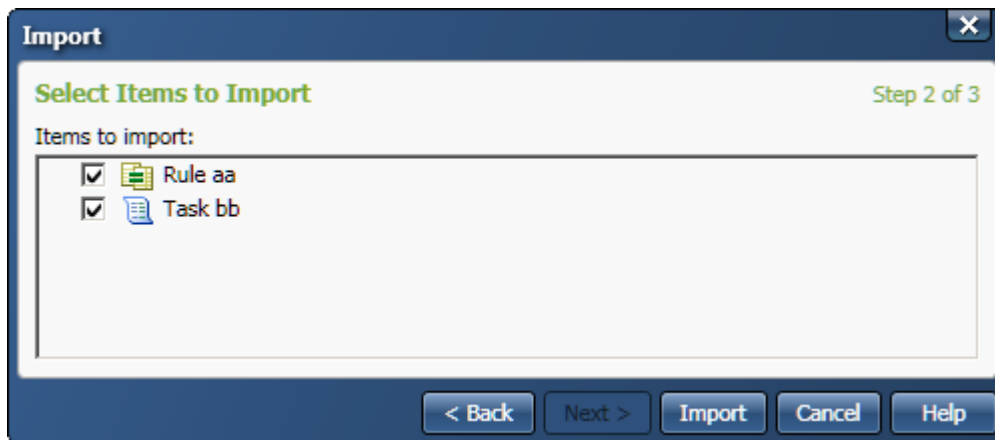 Import
Select Items to Import
Step 2 of 3
Items to import:
Rule aa
Task bb
< Back Next > Import Cancel Help